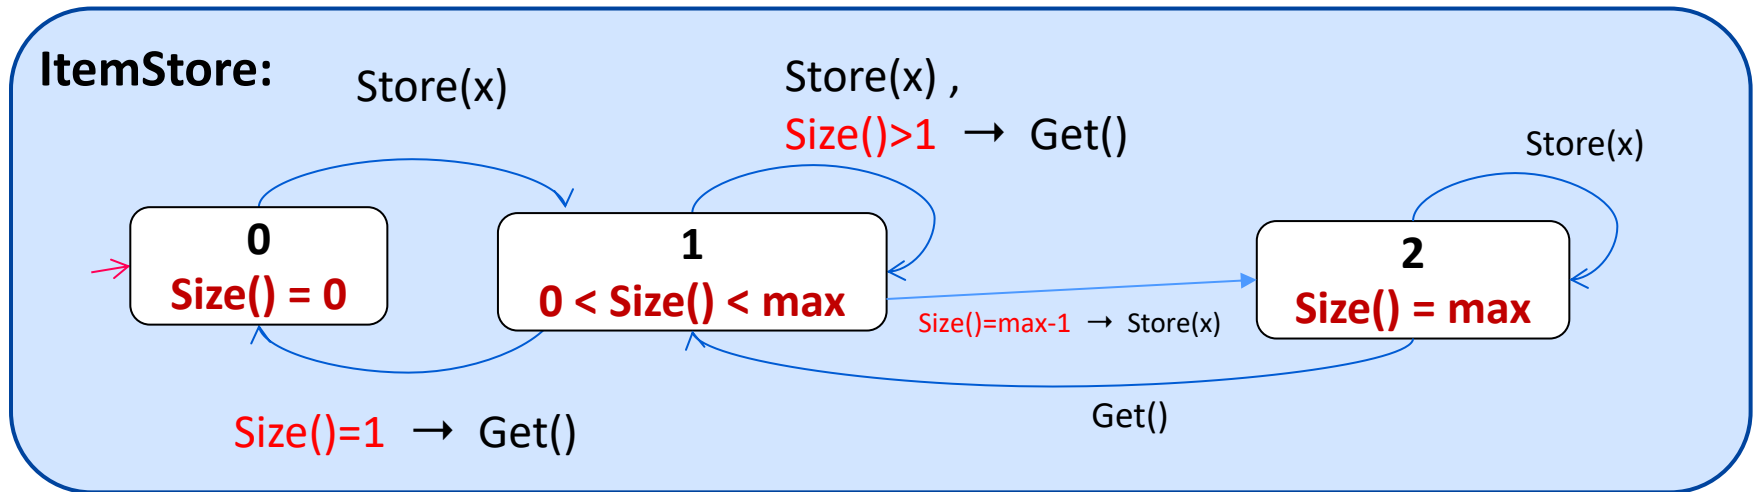 ItemStore:
Store(x)
Store(x) ,
Size()>1 → Get()
Store(x)
0
Size() = 0
1
0 < Size() < max
2
Size() = max
Size()=max-1 → Store(x)
Get()
Size()=1 → Get()